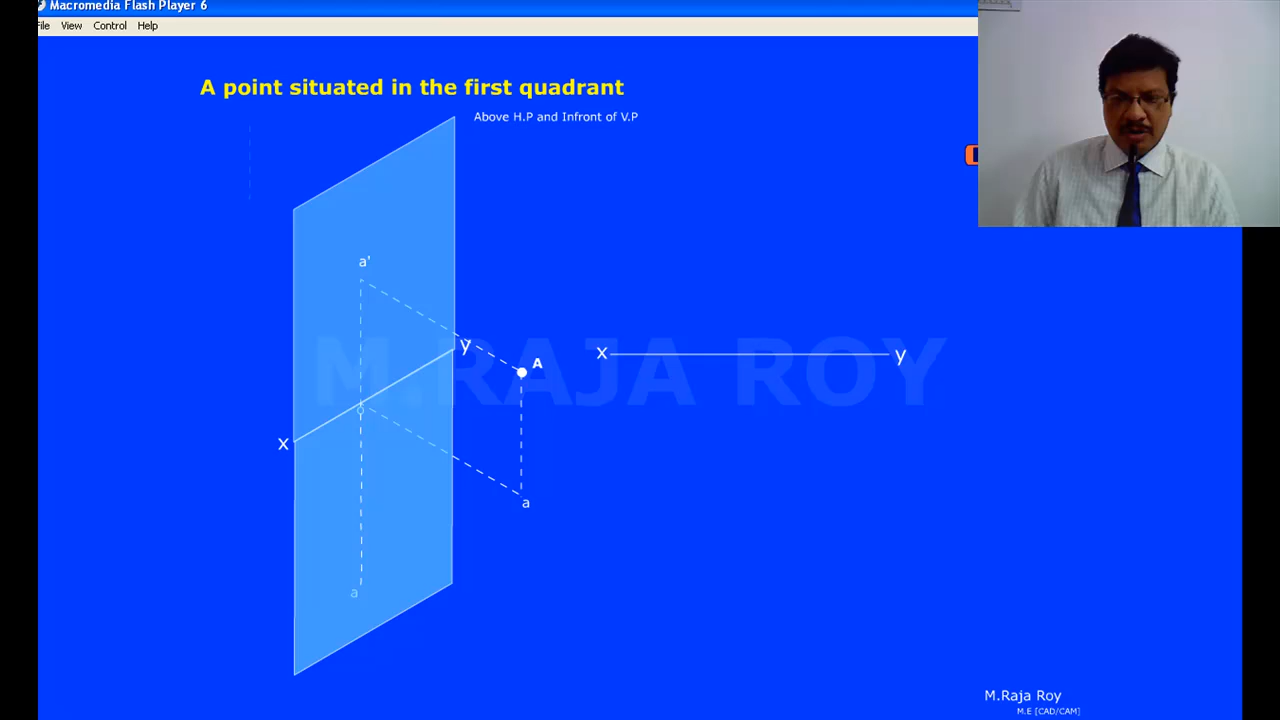 Macromedia Flash Player 6
File View Control Help
A point situated in the first quadrant
Above H.P and Infront of V.P
a'
y
A
x y
M.RAJA ROY
o
x
a
a
M.Raja Roy
M.E [CAD/CAM]